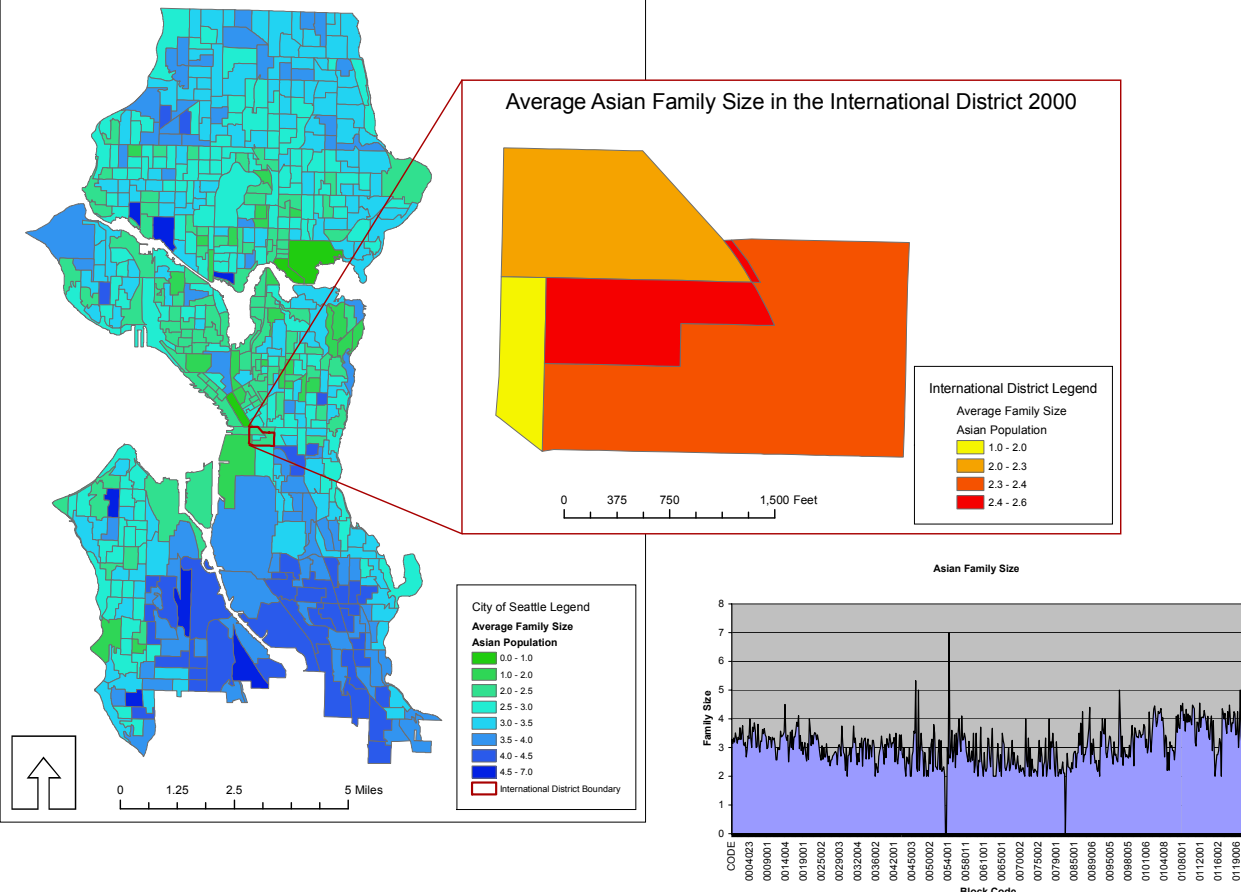 Average Asian Family Size in the International District 2000
International District Legend
Average Family Size
Asian Population
1.0 - 2.0
2.0 - 2.3
2.3 - 2.4
2.4 - 2.6
0 375 750 1,500 Feet
City of Seattle Legend
Average Family Size
Asian Population
0.0 - 1.0
1.0 - 2.0
2.0 - 2.5
2.5 - 3.0
3.0 - 3.5
3.5 - 4.0
4.0 - 4.5
4.5 - 7.0
International District Boundary
0 1.25 2.5 5 Miles
Asian Family Size
Family Size
8
7
6
5
4
3
2
1
0
CODE
0004023
0009001
0014004
0019001
0025002
0029003
0032004
0036002
0042001
0045003
0050002
0054001
0058011
0061001
0065001
0070002
0075002
0079001
0085001
0089006
0095005
0098005
0101006
0104008
0108001
0112001
0116002
0119006
Block Code